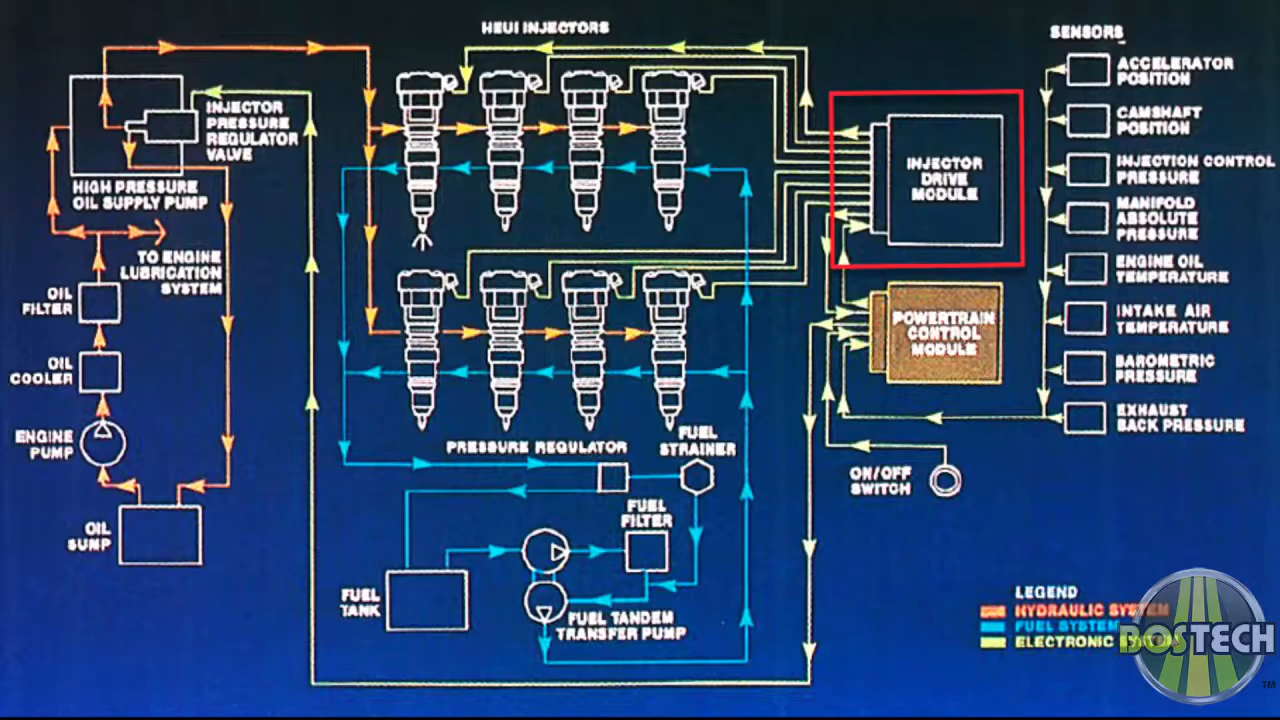 HEUI INJECTORS
SENSORS
ACCELERATOR
POSITION
INJECTOR
PRESSURE
REGULATOR
VALVE
CAMSHAFT
POSITION
HIGH PRESSURE
OIL SUPPLY PUMP
INJECTOR
DRIVE
MODULE
INJECTION CONTROL
PRESSURE
MANIFOLD
ABSOLUTE
PRESSURE
TO ENGINE
LUBRICATION
SYSTEM
ENGINE OIL
TEMPERATURE
OIL
FILTER
POWERTRAIN
CONTROL
MODULE
INTAKE AIR
TEMPERATURE
OIL
COOLER
BAROMETRIC
PRESSURE
ENGINE
PUMP
EXHAUST
BACK PRESSURE
PRESSURE REGULATOR
FUEL
STRAINER
ON/OFF
SWITCH
OIL
SUMP
FUEL
FILTER
FUEL
TANK
FUEL TANDEM
TRANSFER PUMP
LEGEND
HYDRAULIC SYSTEM
FUEL SYSTEM
ELECTRONIC SYSTEM
BOSTECH
TM